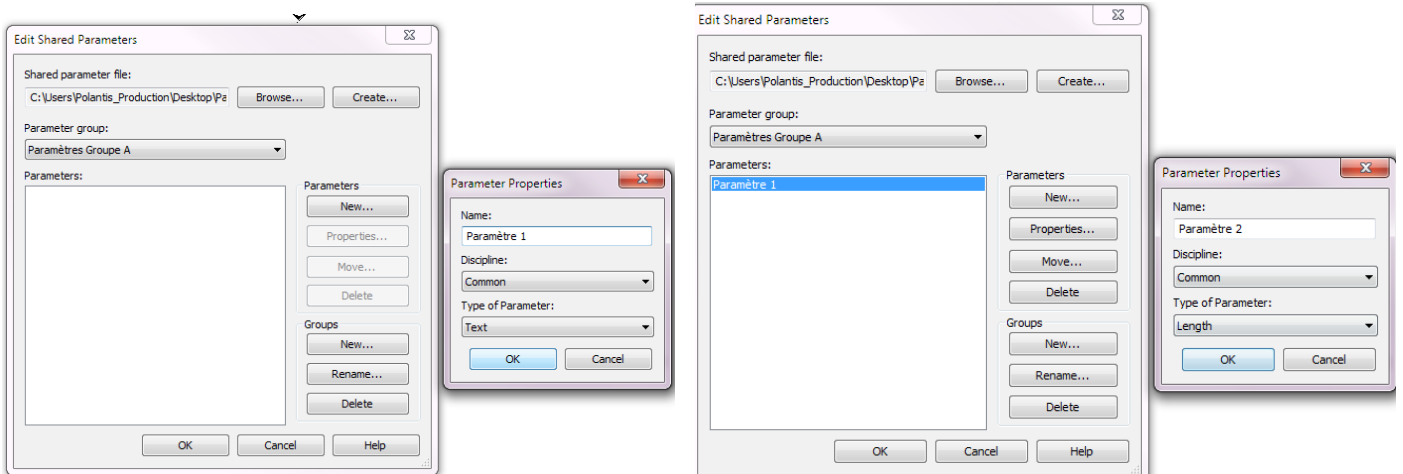 Edit Shared Parameters
Shared parameter file:
C:\Users\Polantis_Production\Desktop\Pa
Browse...
Create...
Parameter group:
Paramètres Groupe A
Parameters:
Parameters
New...
Properties...
Move...
Delete
Groups
New...
Rename...
Delete
OK
Cancel
Help
Parameter Properties
Name:
Paramètre 1
Discipline:
Common
Type of Parameter:
Text
OK
Cancel
Edit Shared Parameters
Shared parameter file:
C:\Users\Polantis_Production\Desktop\Pa
Browse...
Create...
Parameter group:
Paramètres Groupe A
Parameters:
Paramètre 1
Parameters
New...
Properties...
Move...
Delete
Groups
New...
Rename...
Delete
OK
Cancel
Help
Parameter Properties
Name:
Paramètre 2
Discipline:
Common
Type of Parameter:
Length
OK
Cancel